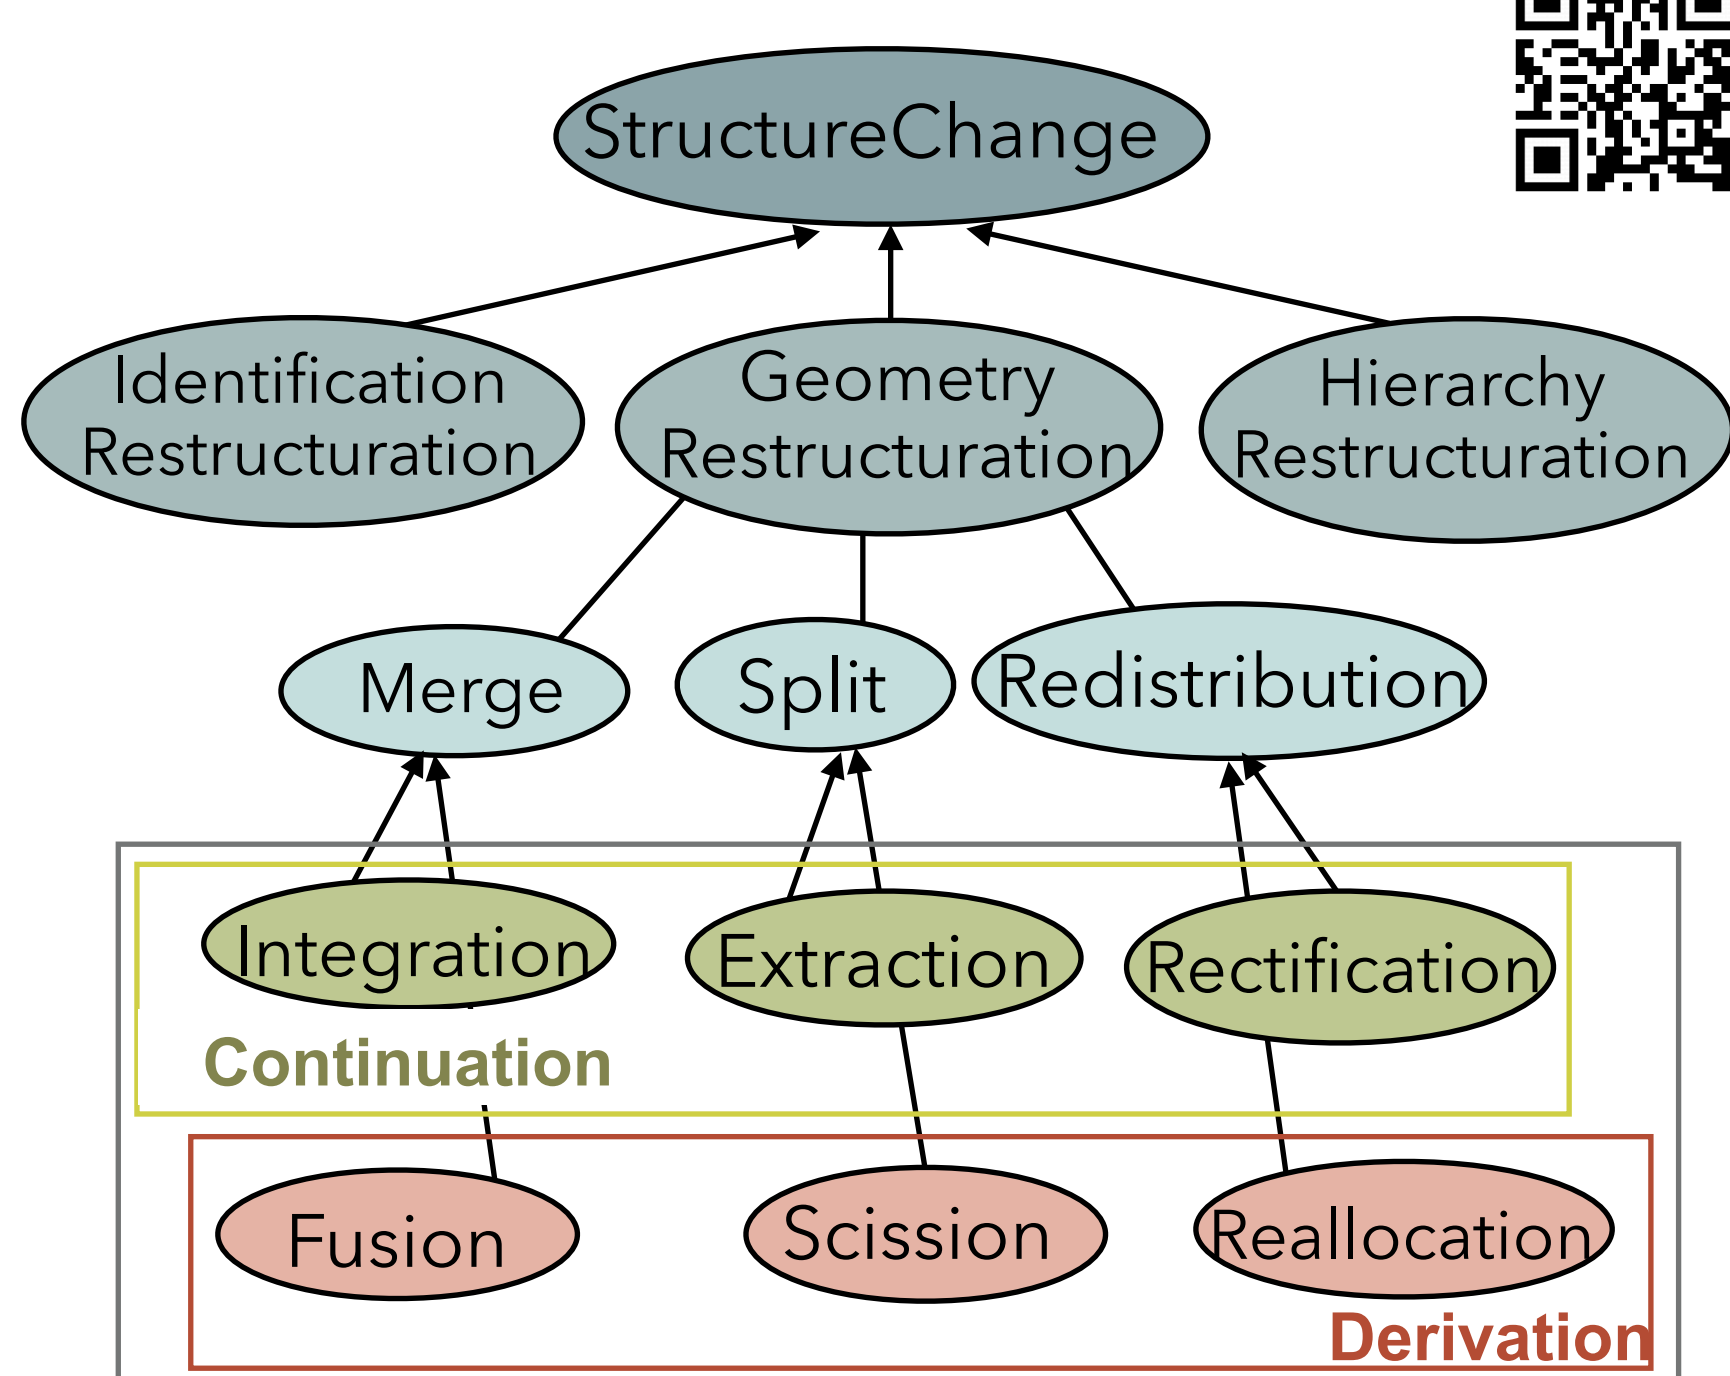 StructureChange
Identification
Restructuration
Geometry
Restructuration
Hierarchy
Restructuration
Merge
Split
Redistribution
Integration
Extraction
Rectification
Continuation
Fusion
Scission
Reallocation
Derivation